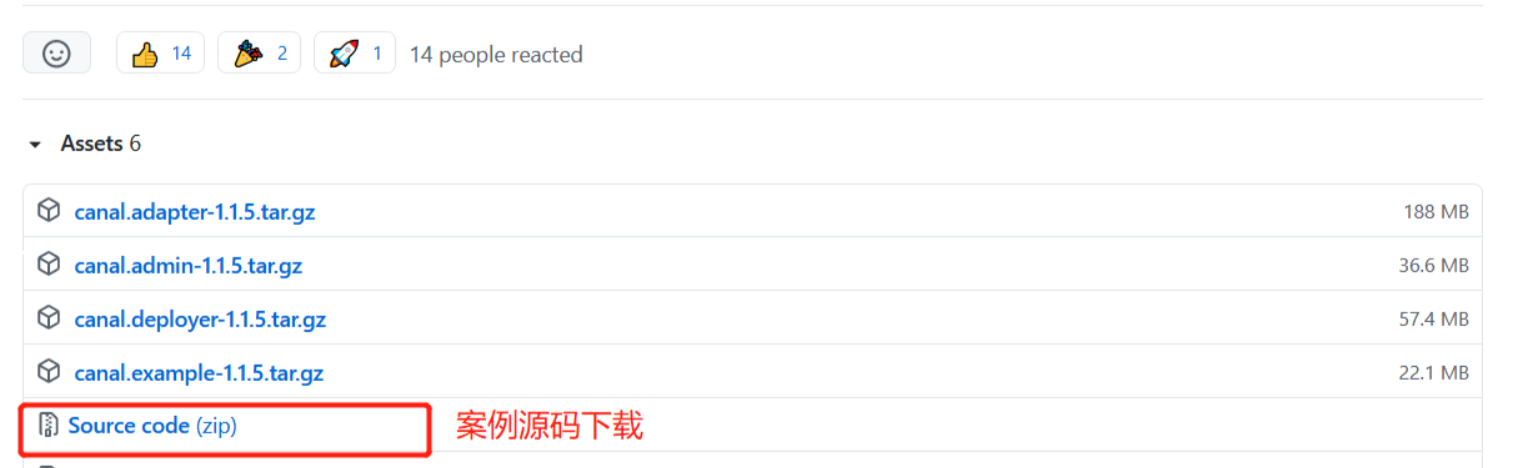 14 2 1 14 people reacted
Assets 6
canal.adapter-1.1.5.tar.gz 188 MB
canal.admin-1.1.5.tar.gz 36.6 MB
canal.deployer-1.1.5.tar.gz 57.4 MB
canal.example-1.1.5.tar.gz 22.1 MB
Source code (zip) 案例源码下载